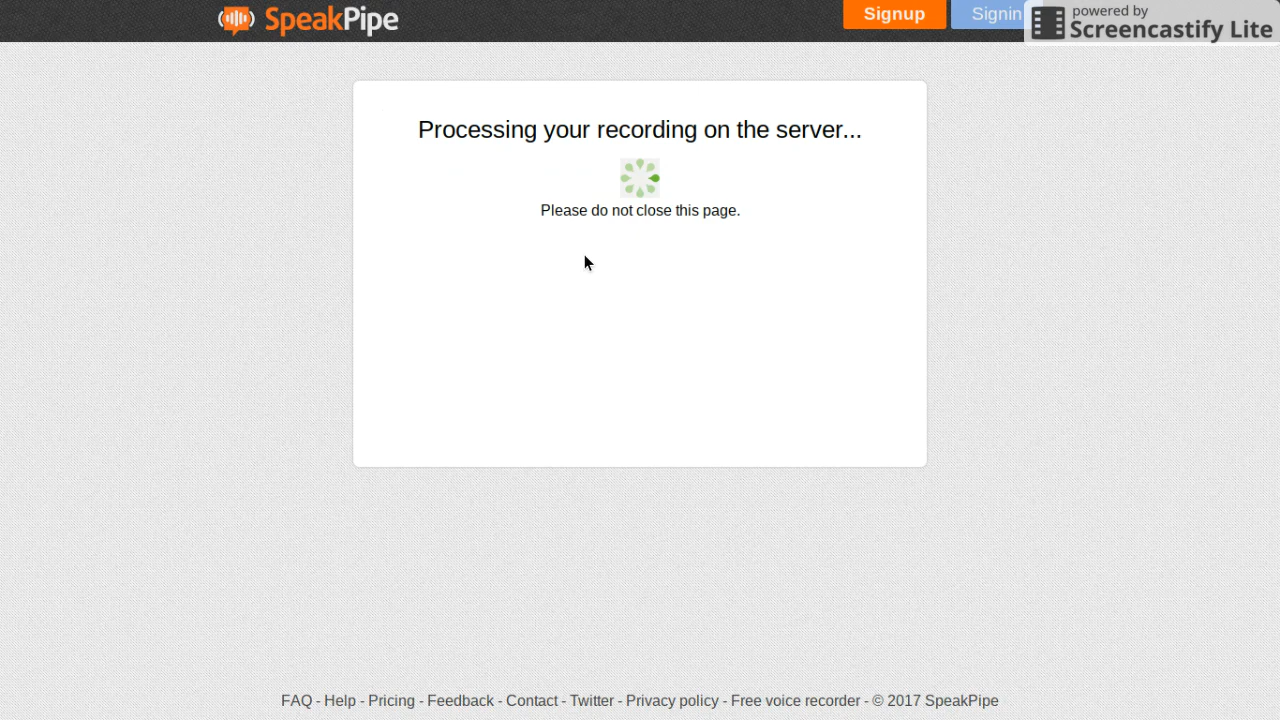 SpeakPipe
Signup
Signin
powered by
Screencastify Lite
Processing your recording on the server...
Please do not close this page.
FAQ - Help - Pricing - Feedback - Contact - Twitter - Privacy policy - Free voice recorder - © 2017 SpeakPipe